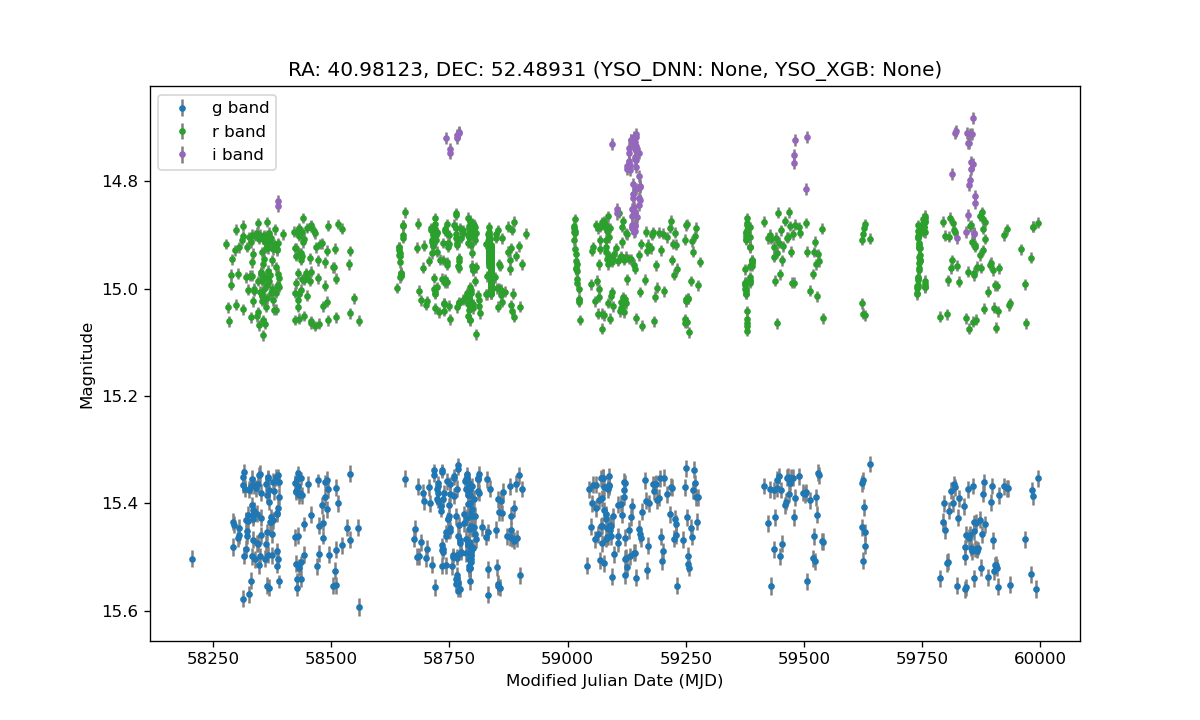 RA: 40.98123, DEC: 52.48931 (YSO_DNN: None, YSO_XGB: None)
g band
r band
i band
14.8
15.0
15.2
15.4
15.6
Magnitude
58250 58500 58750 59000 59250 59500 59750 60000
Modified Julian Date (MJD)